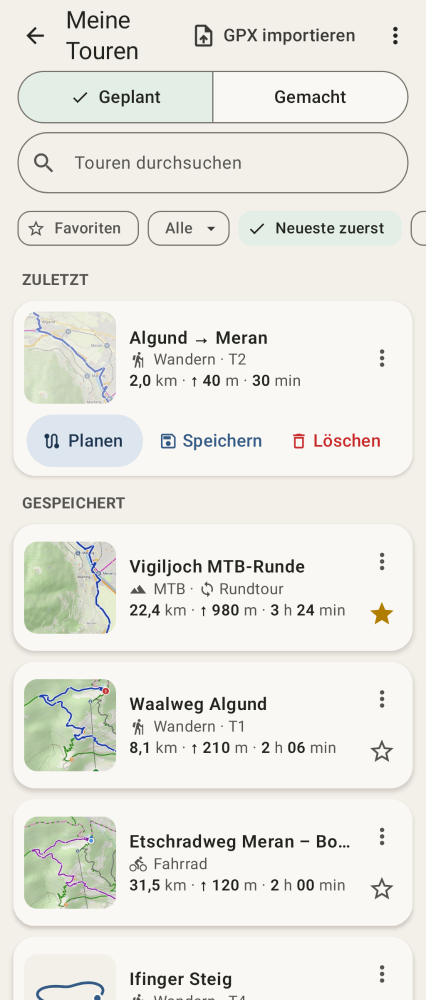 Meine
Touren
GPX importieren
Geplant
Gemacht
Touren durchsuchen
Favoriten
Alle
Neueste zuerst
ZULETZT
Algund → Meran
Wandern · T2
2,0 km · ↑ 40 m · 30 min
Planen
Speichern
Löschen
GESPEICHERT
Vigiljoch MTB-Runde
MTB · Rundtour
22,4 km · ↑ 980 m · 3 h 24 min
Waalweg Algund
Wandern · T1
8,1 km · ↑ 210 m · 2 h 06 min
Etschradweg Meran – Bo...
Fahrrad
31,5 km · ↑ 120 m · 2 h 00 min
Ifinger Steig
Wandern · T4